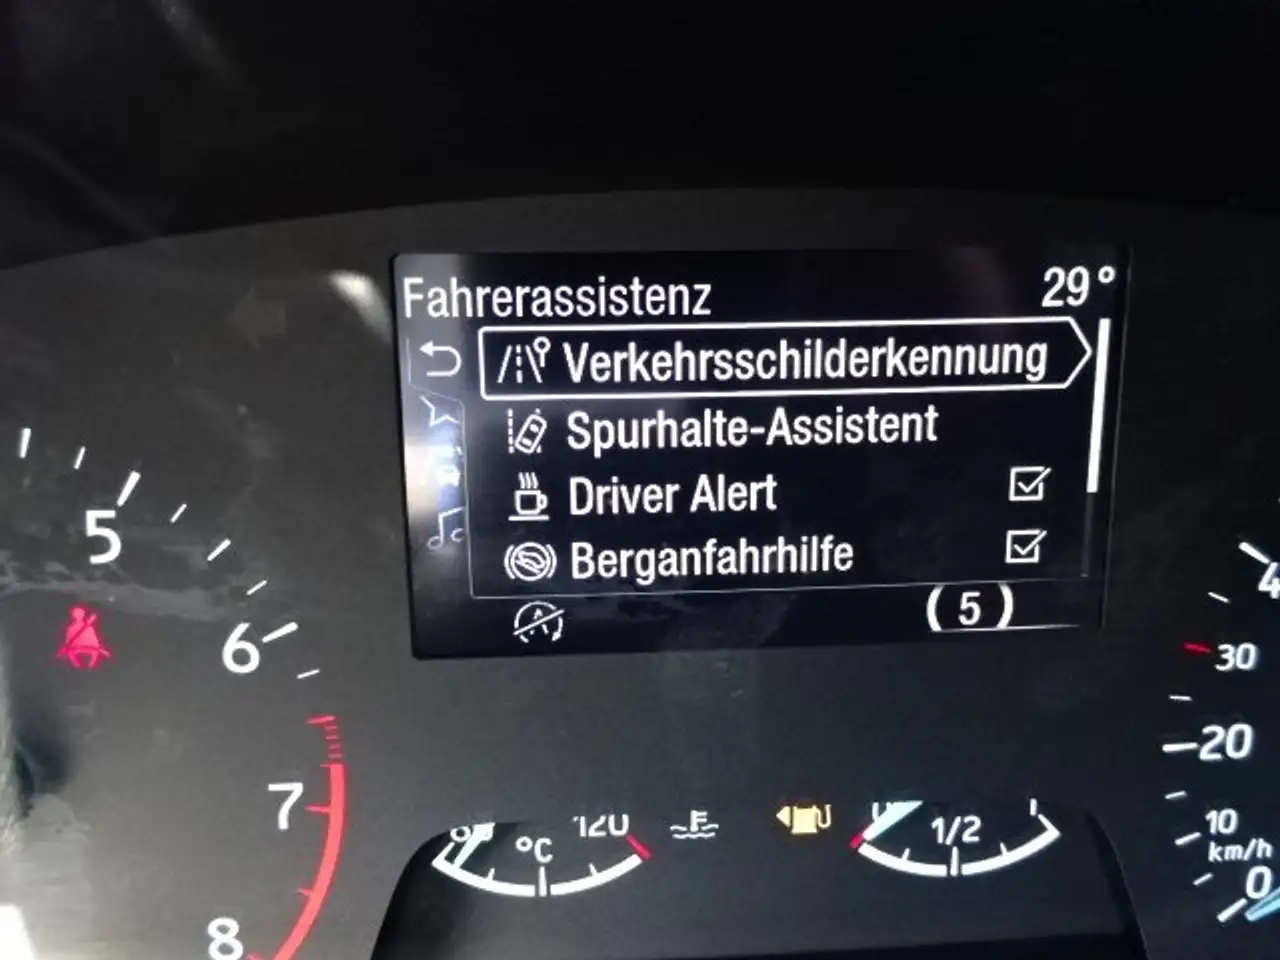 Fahrerassistenz 29°
Verkehrsschilderkennung
Spurhalte-Assistent
Driver Alert
Berganfahrhilfe
(5)
5
6
7
8
120
°C
1/2
30
20
10
km/h
0